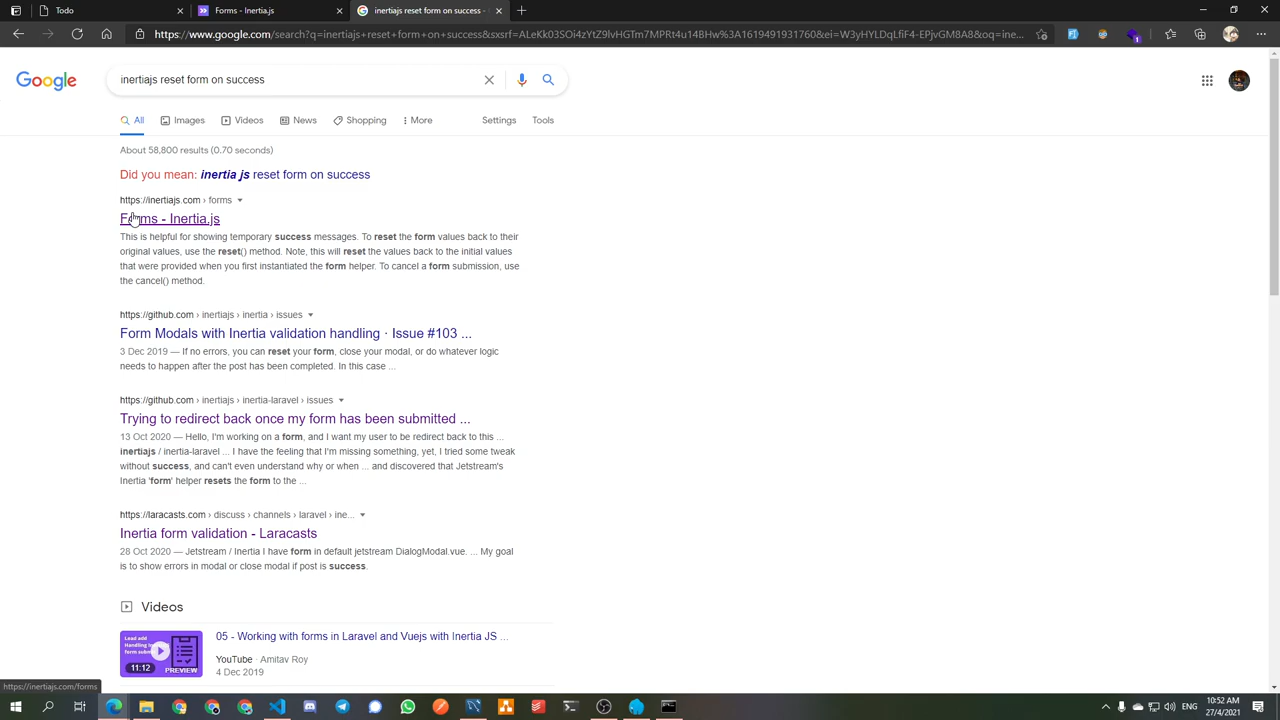 Todo
Inertia.js
inertiajs reset form on success
https://www.google.com/search?q=inertiajs+reset+form+on+success&sxsrf=ALeKk03SOi4zYtZ9lvHGTm7MPRt4u14BHw%3A1619491931760&ei=W3yHYLDqLfiF4-EPjvGM8A8&oq=ine...
1
Google
inertiajs reset form on success
All
Images
Videos
News
Shopping
More
Settings
Tools
About 58,800 results (0.70 seconds)
Did you mean: inertia js reset form on success
https://inertiajs.com › forms
Forms - Inertia.js
This is helpful for showing temporary success messages. To reset the form values back to their
original values, use the reset() method. Note, this will reset the values back to the initial values
that were provided when you first instantiated the form helper. To cancel a form submission, use
the cancel() method.
https://github.com › inertiajs › inertia › issues
Form Modals with Inertia validation handling · Issue #103 ...
3 Dec 2019 — If no errors, you can reset your form, close your modal, or do whatever logic
needs to happen after the post has been completed. In this case ...
https://github.com › inertiajs › inertia-laravel › issues
Trying to redirect back once my form has been submitted ...
13 Oct 2020 — Hello, I'm working on a form, and I want my user to be redirect back to this ...
inertiajs / inertia-laravel ... I have the feeling that I'm missing something, yet, I tried some tweak
without success, and can't even understand why or when ... and discovered that Jetstream's
Inertia 'form' helper resets the form to the ...
https://laracasts.com › discuss › channels › laravel › ine...
Inertia form validation - Laracasts
28 Oct 2020 — Jetstream / Inertia I have form in default jetstream DialogModal.vue. ... My goal
is to show errors in modal or close modal if post is success.
Videos
Lead add
Handling in
form subm
11:12
PREVIEW
05 - Working with forms in Laravel and Vuejs with Inertia JS ...
YouTube · Amitav Roy
4 Dec 2019
https://inertiajs.com/forms
ENG
10:52 AM
27/4/2021